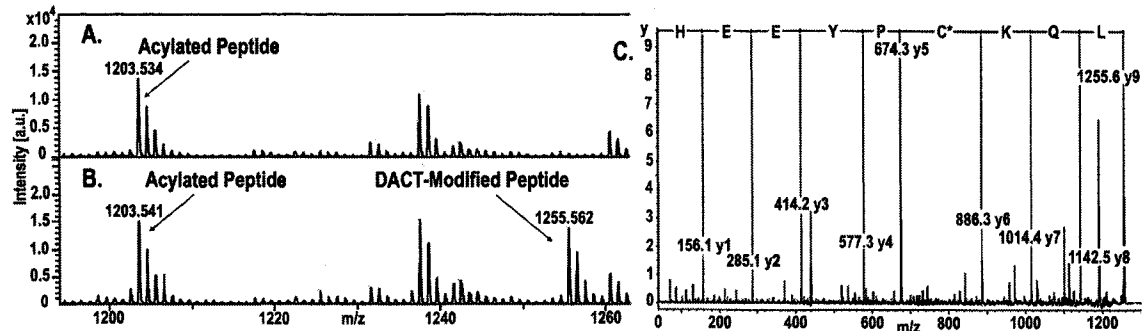 x10⁴
Intensity [a.u.]
2.0
1.5
1.0
0.5
0
A.
Acylated Peptide
1203.534
2.0
1.5
1.0
0.5
0.0
B.
Acylated Peptide
1203.541
DACT-Modified Peptide
1255.562
1200
1220
m/z
1240
1260
C.
y H E E Y P C* K Q L
9
8
7
6
5
4
3
2
1
0
674.3 y5
1255.6 y9
414.2 y3
156.1 y1
285.1 y2
577.3 y4
886.3 y6
1014.4 y7
1142.5 y8
0 200 400 600 800 1000 1200
m/z